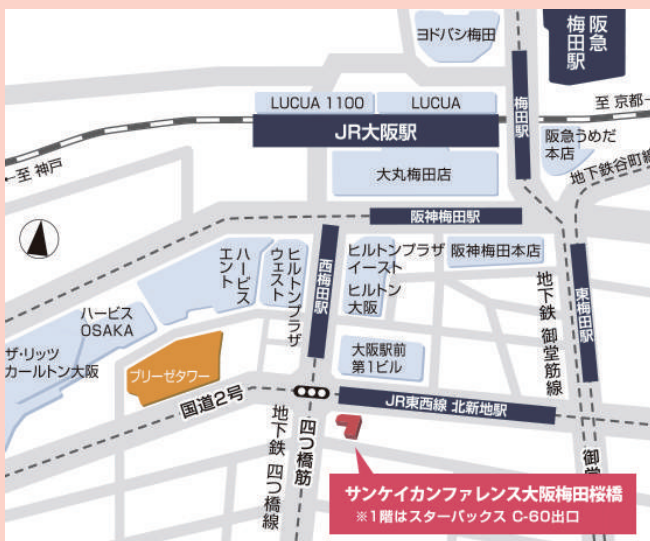 ヨドバシ梅田
阪急
梅田駅
LUCUA 1100
LUCUA
梅田駅
至 京都
JR大阪駅
阪急うめだ
本店
至 神戸
大丸梅田店
地下鉄谷町線
阪神梅田駅
ハービス
エント
ヒルトンプラザ
ウェスト
西梅田駅
ヒルトンプラザ
イースト
ヒルトン
大阪
阪神梅田本店
地下鉄 御堂筋線
東梅田駅
ハービス
OSAKA
ザ・リッツ
カールトン大阪
ブリーゼタワー
大阪駅前
第1ビル
国道2号
JR東西線 北新地駅
地下鉄 四つ橋線
四つ橋筋
御堂
サンケイカンファレンス大阪梅田桜橋
※1階はスターバックス C-60出口